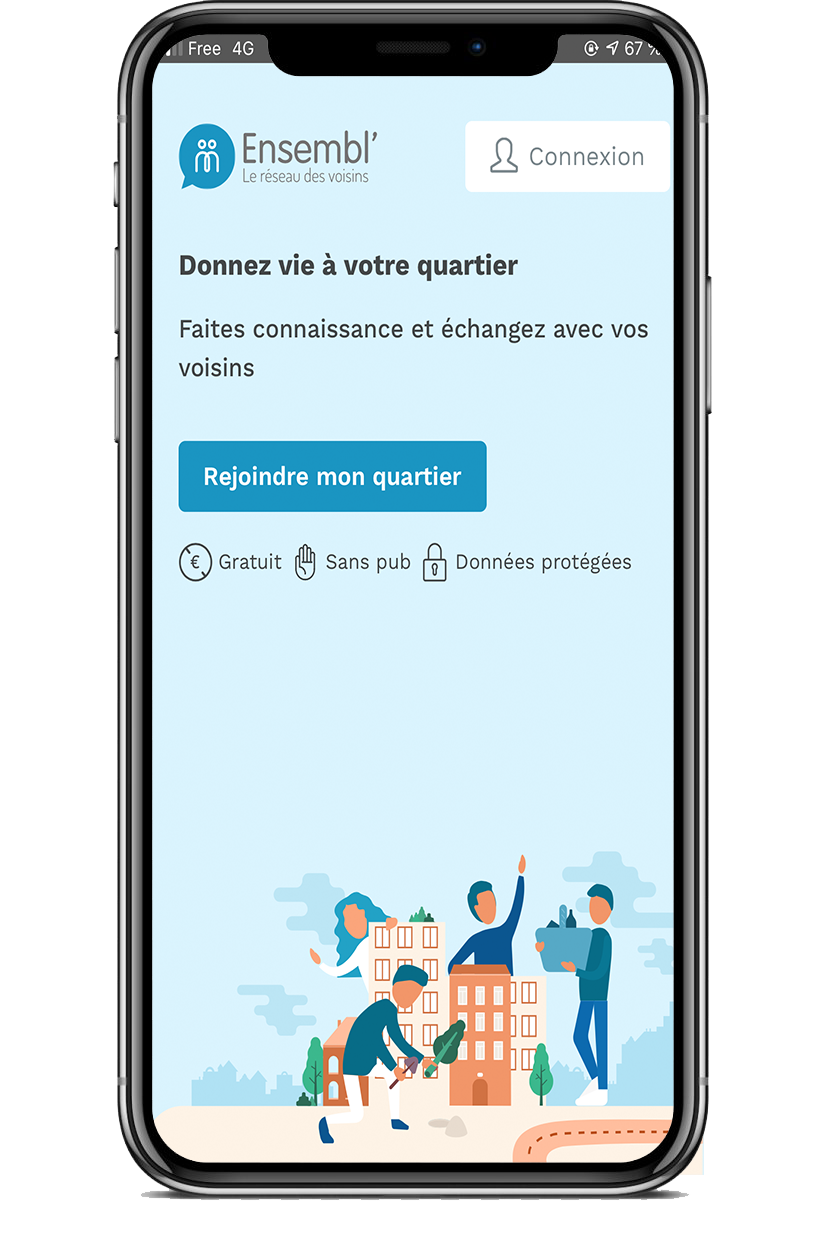 Free 4G 67 %
Ensembl’
Le réseau des voisins
Connexion
Donnez vie à votre quartier
Faites connaissance et échangez avec vos
voisins
Rejoindre mon quartier
€ Gratuit Sans pub Données protégées